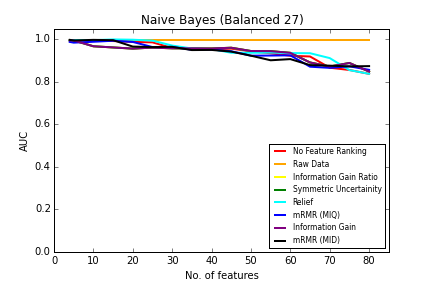 Naive Bayes (Balanced 27)
1.0
0.8
0.6
0.4
0.2
0.0
AUC
0 10 20 30 40 50 60 70 80
No. of features
No Feature Ranking
Raw Data
Information Gain Ratio
Symmetric Uncertainity
Relief
mRMR (MIQ)
Information Gain
mRMR (MID)